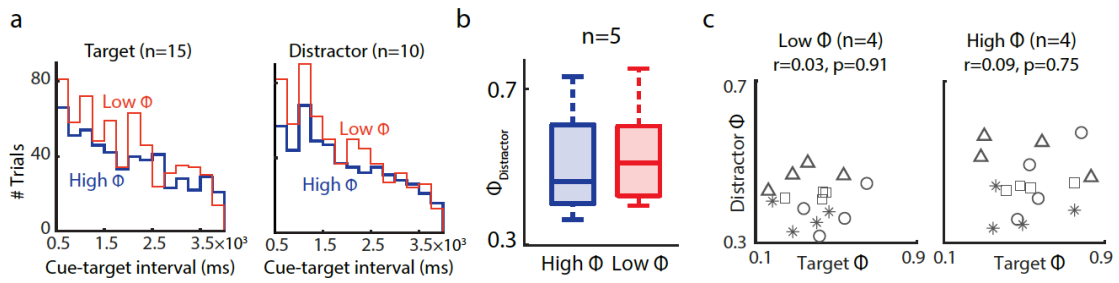 a
Target (n=15)
Distractor (n=10)
# Trials
80
40
0
Low Φ
High Φ
Low Φ
High Φ
0.5 1.5 2.5 3.5×10³
Cue-target interval (ms)
0.5 1.5 2.5 3.5×10³
Cue-target interval (ms)
b
n=5
ΦDistractor
0.7
0.3
High Φ Low Φ
c
Low Φ (n=4)
r=0.03, p=0.91
High Φ (n=4)
r=0.09, p=0.75
Distractor Φ
0.7
0.3
0.1 Target Φ 0.9
0.1 Target Φ 0.9